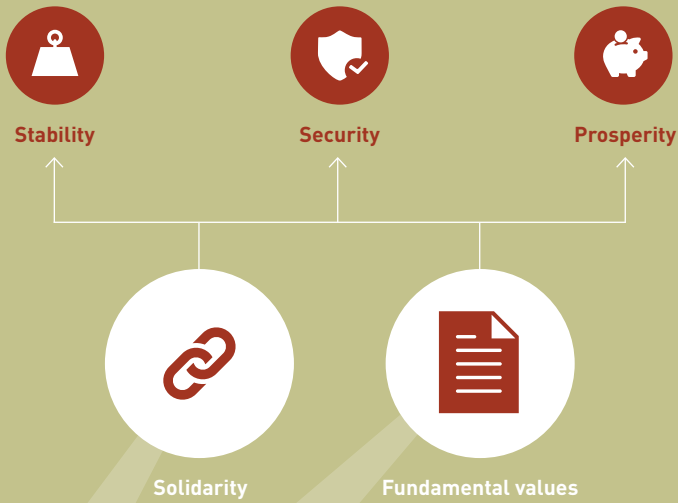 Stability
Security
Prosperity
Solidarity
Fundamental values